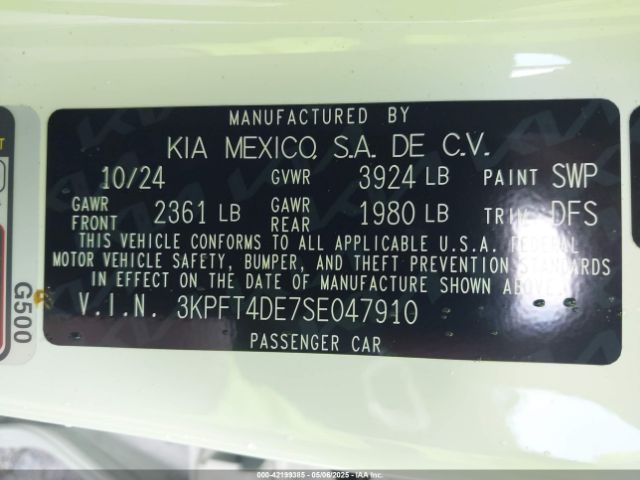 MANUFACTURED BY
KIA MEXICO, S.A. DE C.V.
10/24 GVWR 3924 LB PAINT SWP
GAWR FRONT 2361 LB GAWR REAR 1980 LB TRIM DFS
THIS VEHICLE CONFORMS TO ALL APPLICABLE U.S.A. FEDERAL
MOTOR VEHICLE SAFETY, BUMPER, AND THEFT PREVENTION STANDARDS
IN EFFECT ON THE DATE OF MANUFACTURE SHOWN ABOVE.
V.I.N. 3KPFT4DE7SE047910
PASSENGER CAR
G500
000-42199385 - 05/06/2025 - IAA